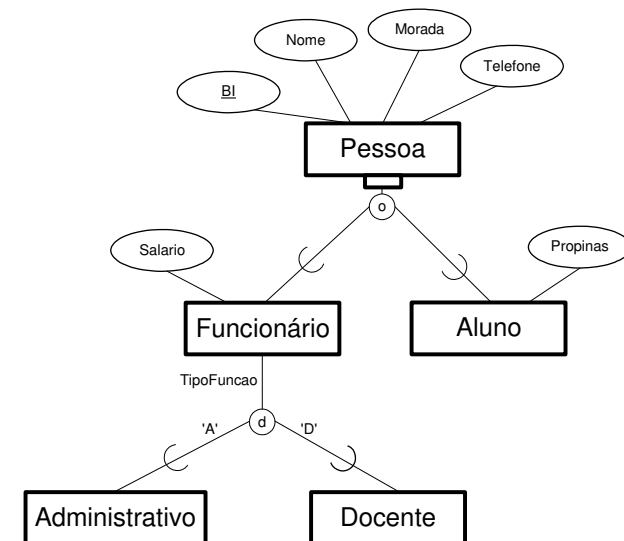 Morada
Nome
Telefone
BI
Pessoa
o
Salario
Propinas
Funcionário
Aluno
TipoFuncao
'A'
d
'D'
Administrativo
Docente